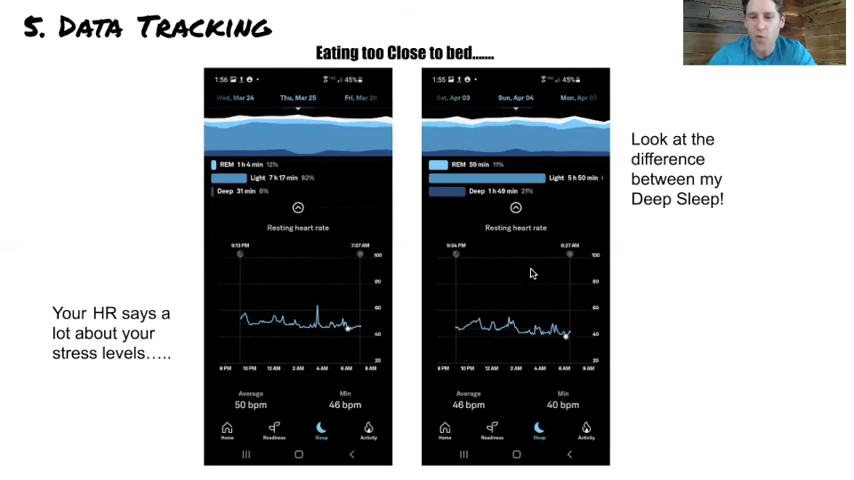 5. Data Tracking
Eating too Close to bed.......
1:56 45%
Wed, Mar 24 Thu, Mar 25 Fri, Mar 26
REM 1 h 4 min 12%
Light 7 h 17 min 82%
Deep 31 min 6%
Resting heart rate
9:13 PM 7:07 AM
100
80
60
40
20
8 PM 10 PM 12 AM 2 AM 4 AM 6 AM 8 AM
Average Min
50 bpm 46 bpm
Home Readiness Sleep Activity
1:55 45%
Sat, Apr 03 Sun, Apr 04 Mon, Apr 05
REM 59 min 11%
Light 5 h 50 min
Deep 1 h 49 min 21%
Resting heart rate
9:04 PM 6:27 AM
100
80
60
40
20
8 PM 10 PM 12 AM 2 AM 4 AM 6 AM 8 AM
Average Min
46 bpm 40 bpm
Home Readiness Sleep Activity
Look at the
difference
between my
Deep Sleep!
Your HR says a
lot about your
stress levels.....